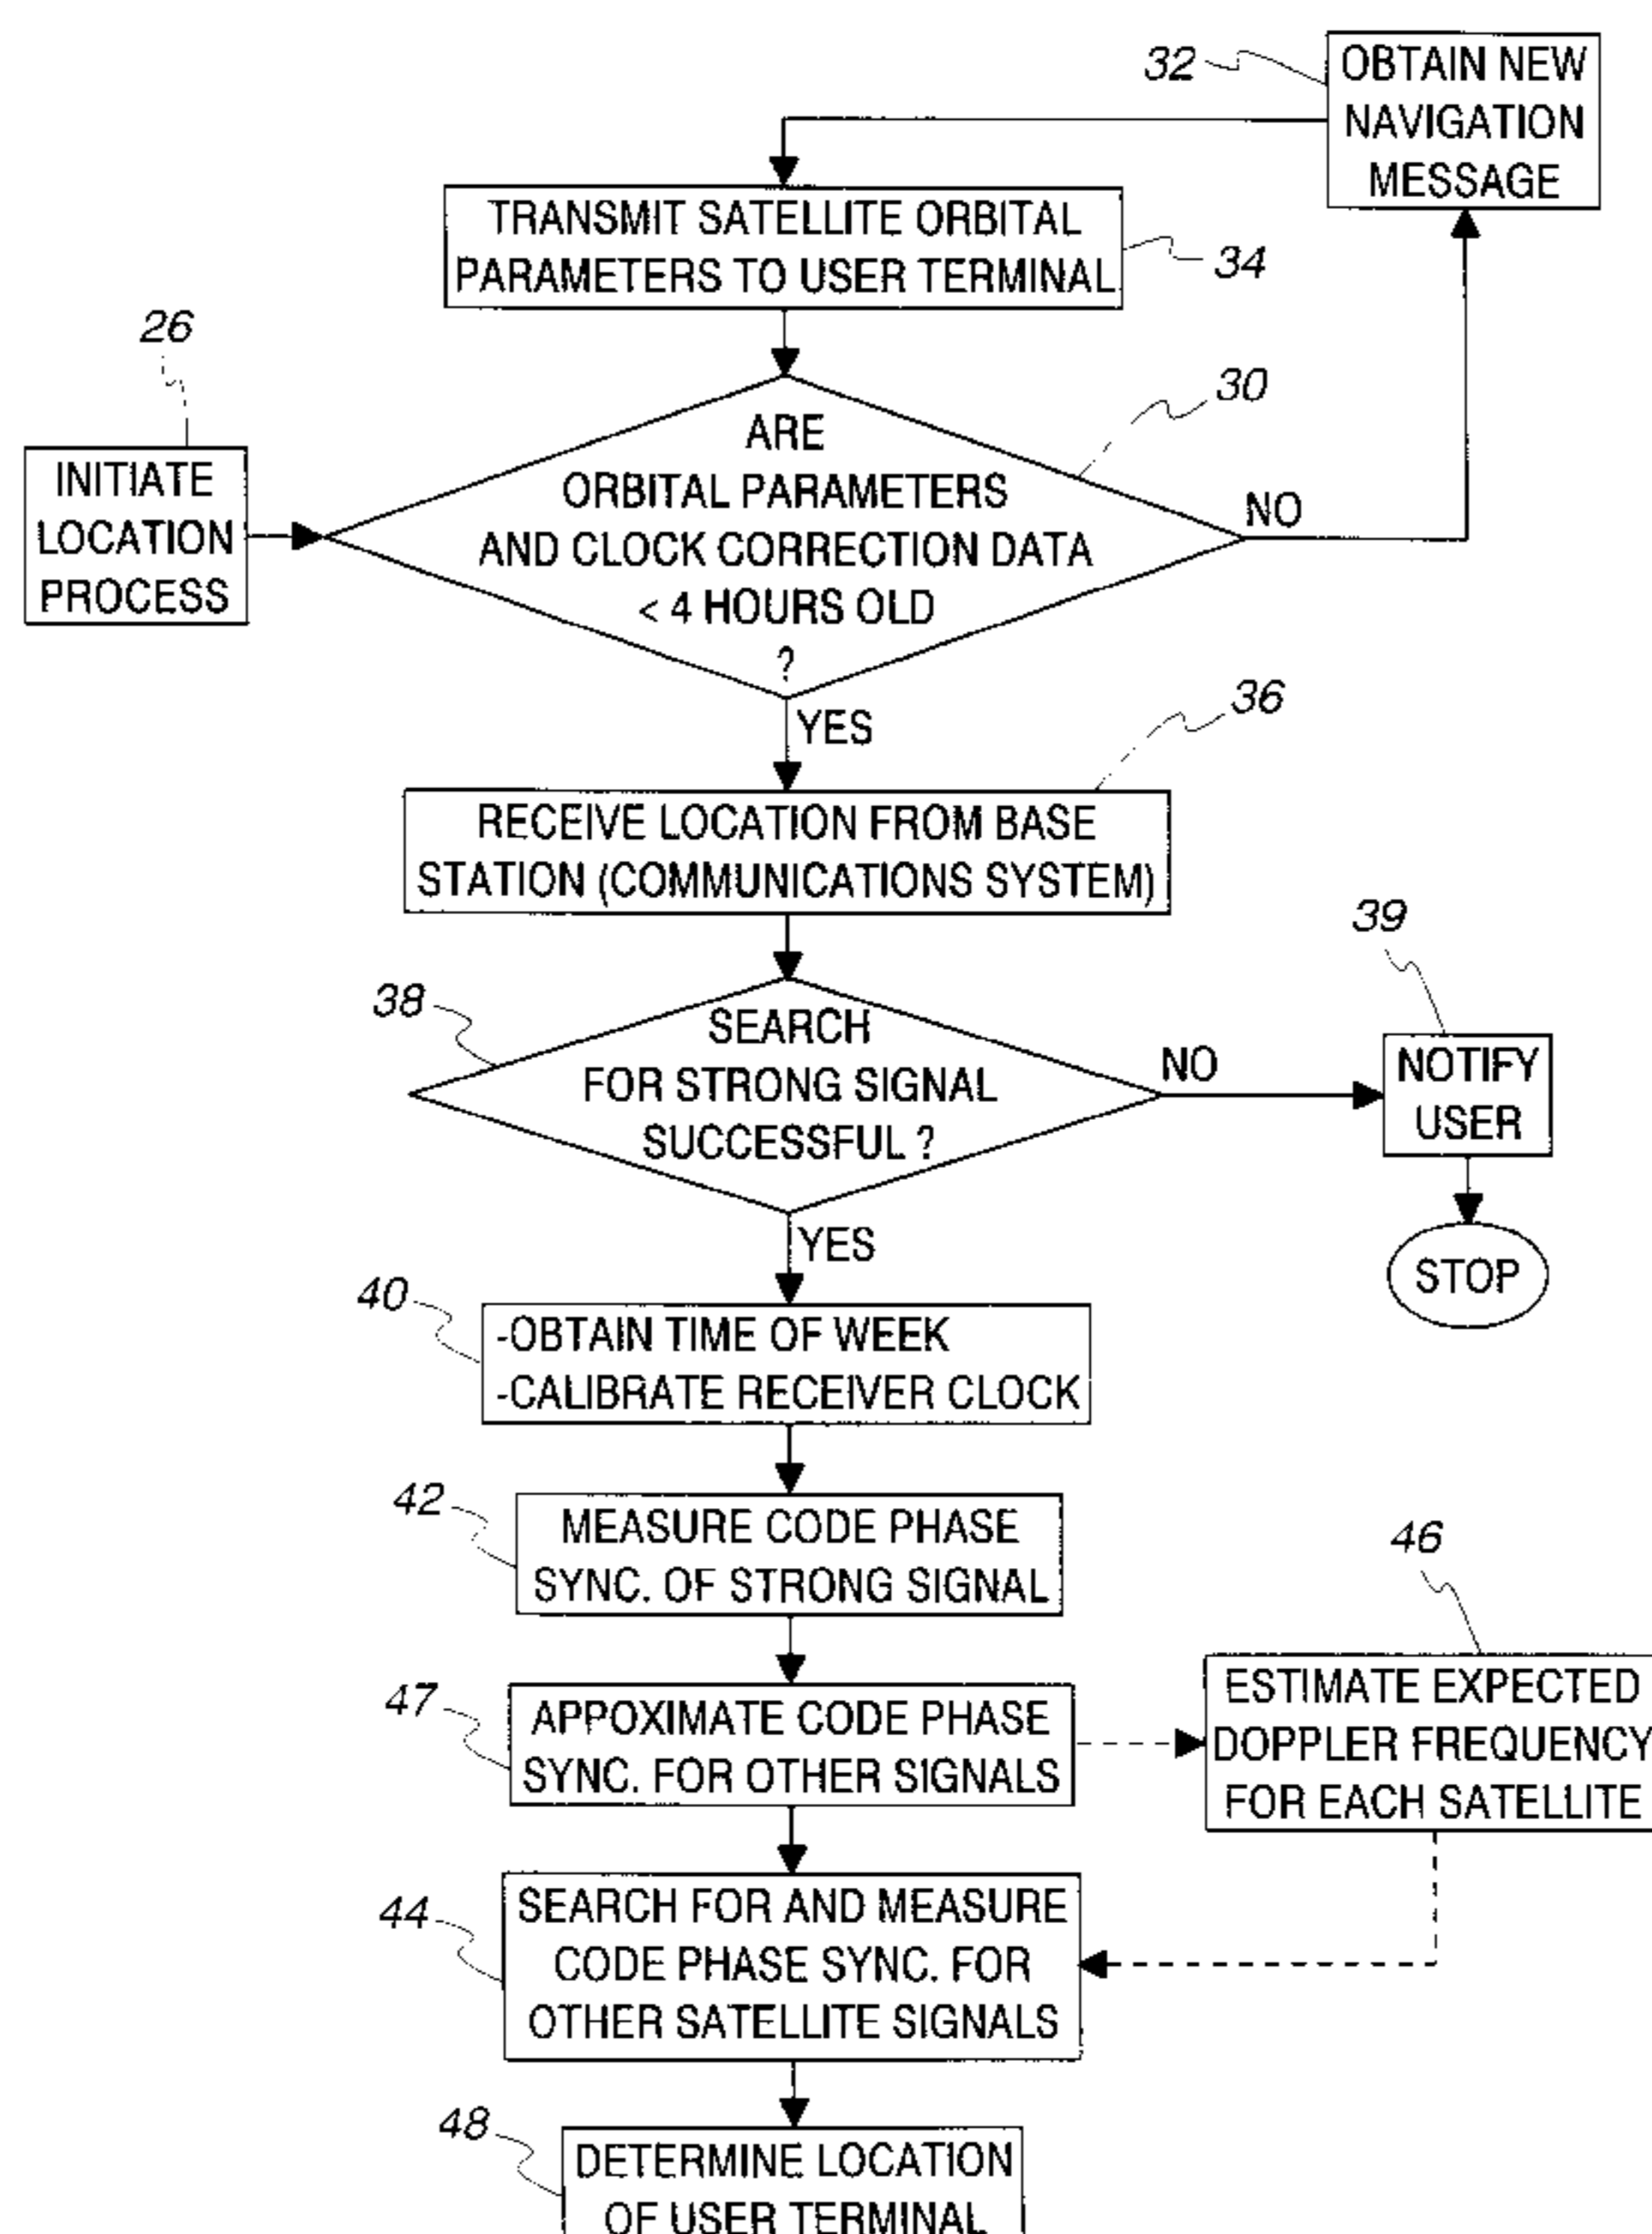 32
OBTAIN NEW
NAVIGATION
MESSAGE
TRANSMIT SATELLITE ORBITAL
PARAMETERS TO USER TERMINAL
34
26
INITIATE
LOCATION
PROCESS
30
ARE
ORBITAL PARAMETERS
AND CLOCK CORRECTION DATA
< 4 HOURS OLD
?
NO
YES
36
RECEIVE LOCATION FROM BASE
STATION (COMMUNICATIONS SYSTEM)
38
SEARCH
FOR STRONG SIGNAL
SUCCESSFUL ?
NO
39
NOTIFY
USER
STOP
YES
40
-OBTAIN TIME OF WEEK
-CALIBRATE RECEIVER CLOCK
42
MEASURE CODE PHASE
SYNC. OF STRONG SIGNAL
47
APPOXIMATE CODE PHASE
SYNC. FOR OTHER SIGNALS
46
ESTIMATE EXPECTED
DOPPLER FREQUENCY
FOR EACH SATELLITE
44
SEARCH FOR AND MEASURE
CODE PHASE SYNC. FOR
OTHER SATELLITE SIGNALS
48
DETERMINE LOCATION
OF USER TERMINAL